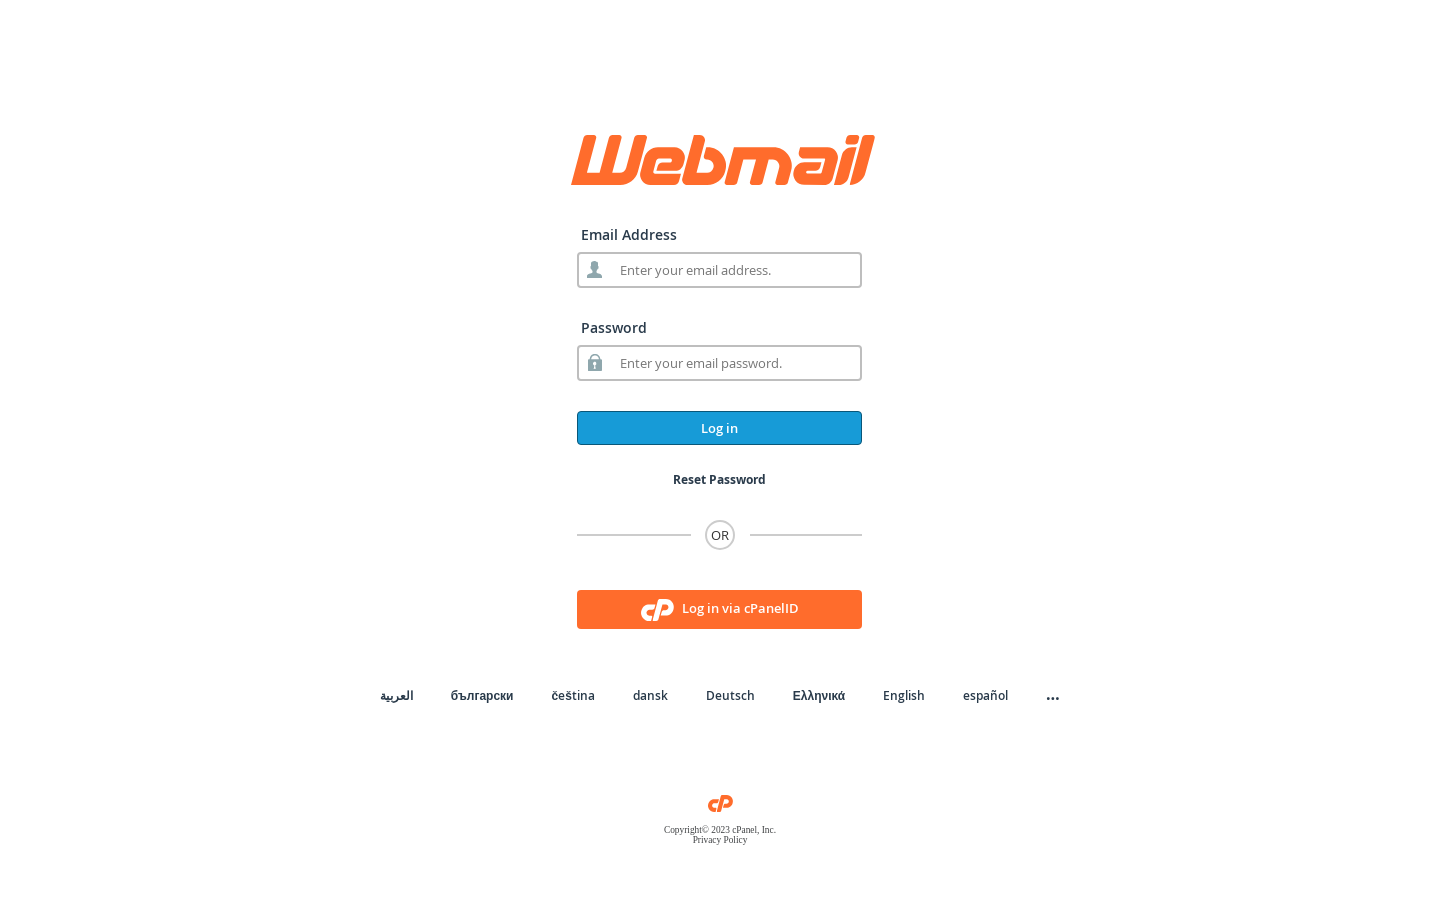 Webmail
Email Address
Enter your email address.
Password
Enter your email password.
Log in
Reset Password
OR
cP Log in via cPanelID
العربية български čeština dansk Deutsch Ελληνικά English español ...
cP
Copyright© 2023 cPanel, Inc.
Privacy Policy